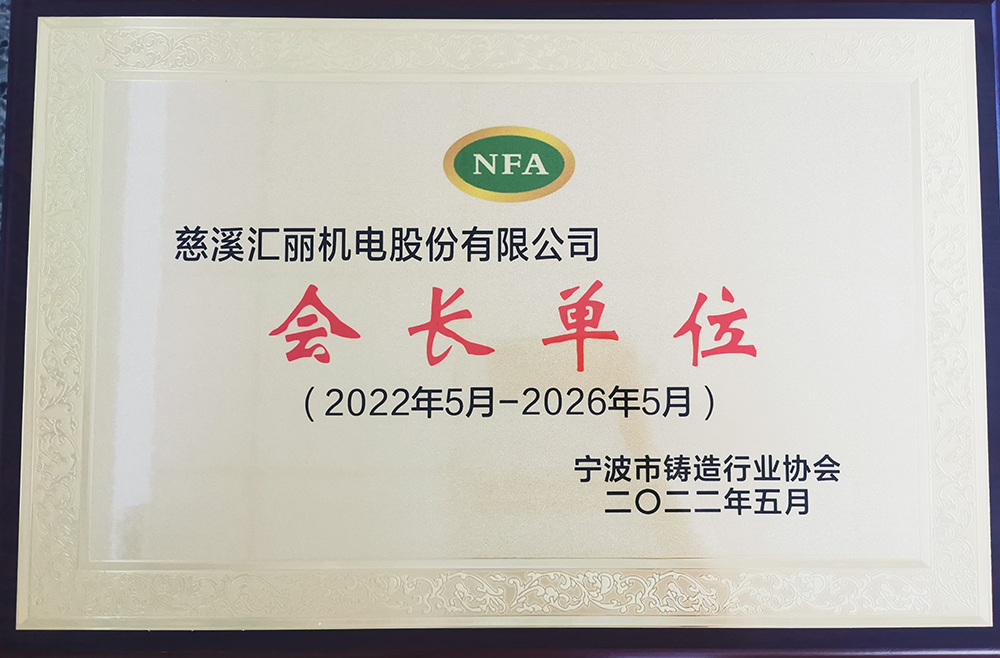 NFA
慈溪汇丽机电股份有限公司
会长单位
（2022年5月-2026年5月）
宁波市铸造行业协会
二〇二二年五月